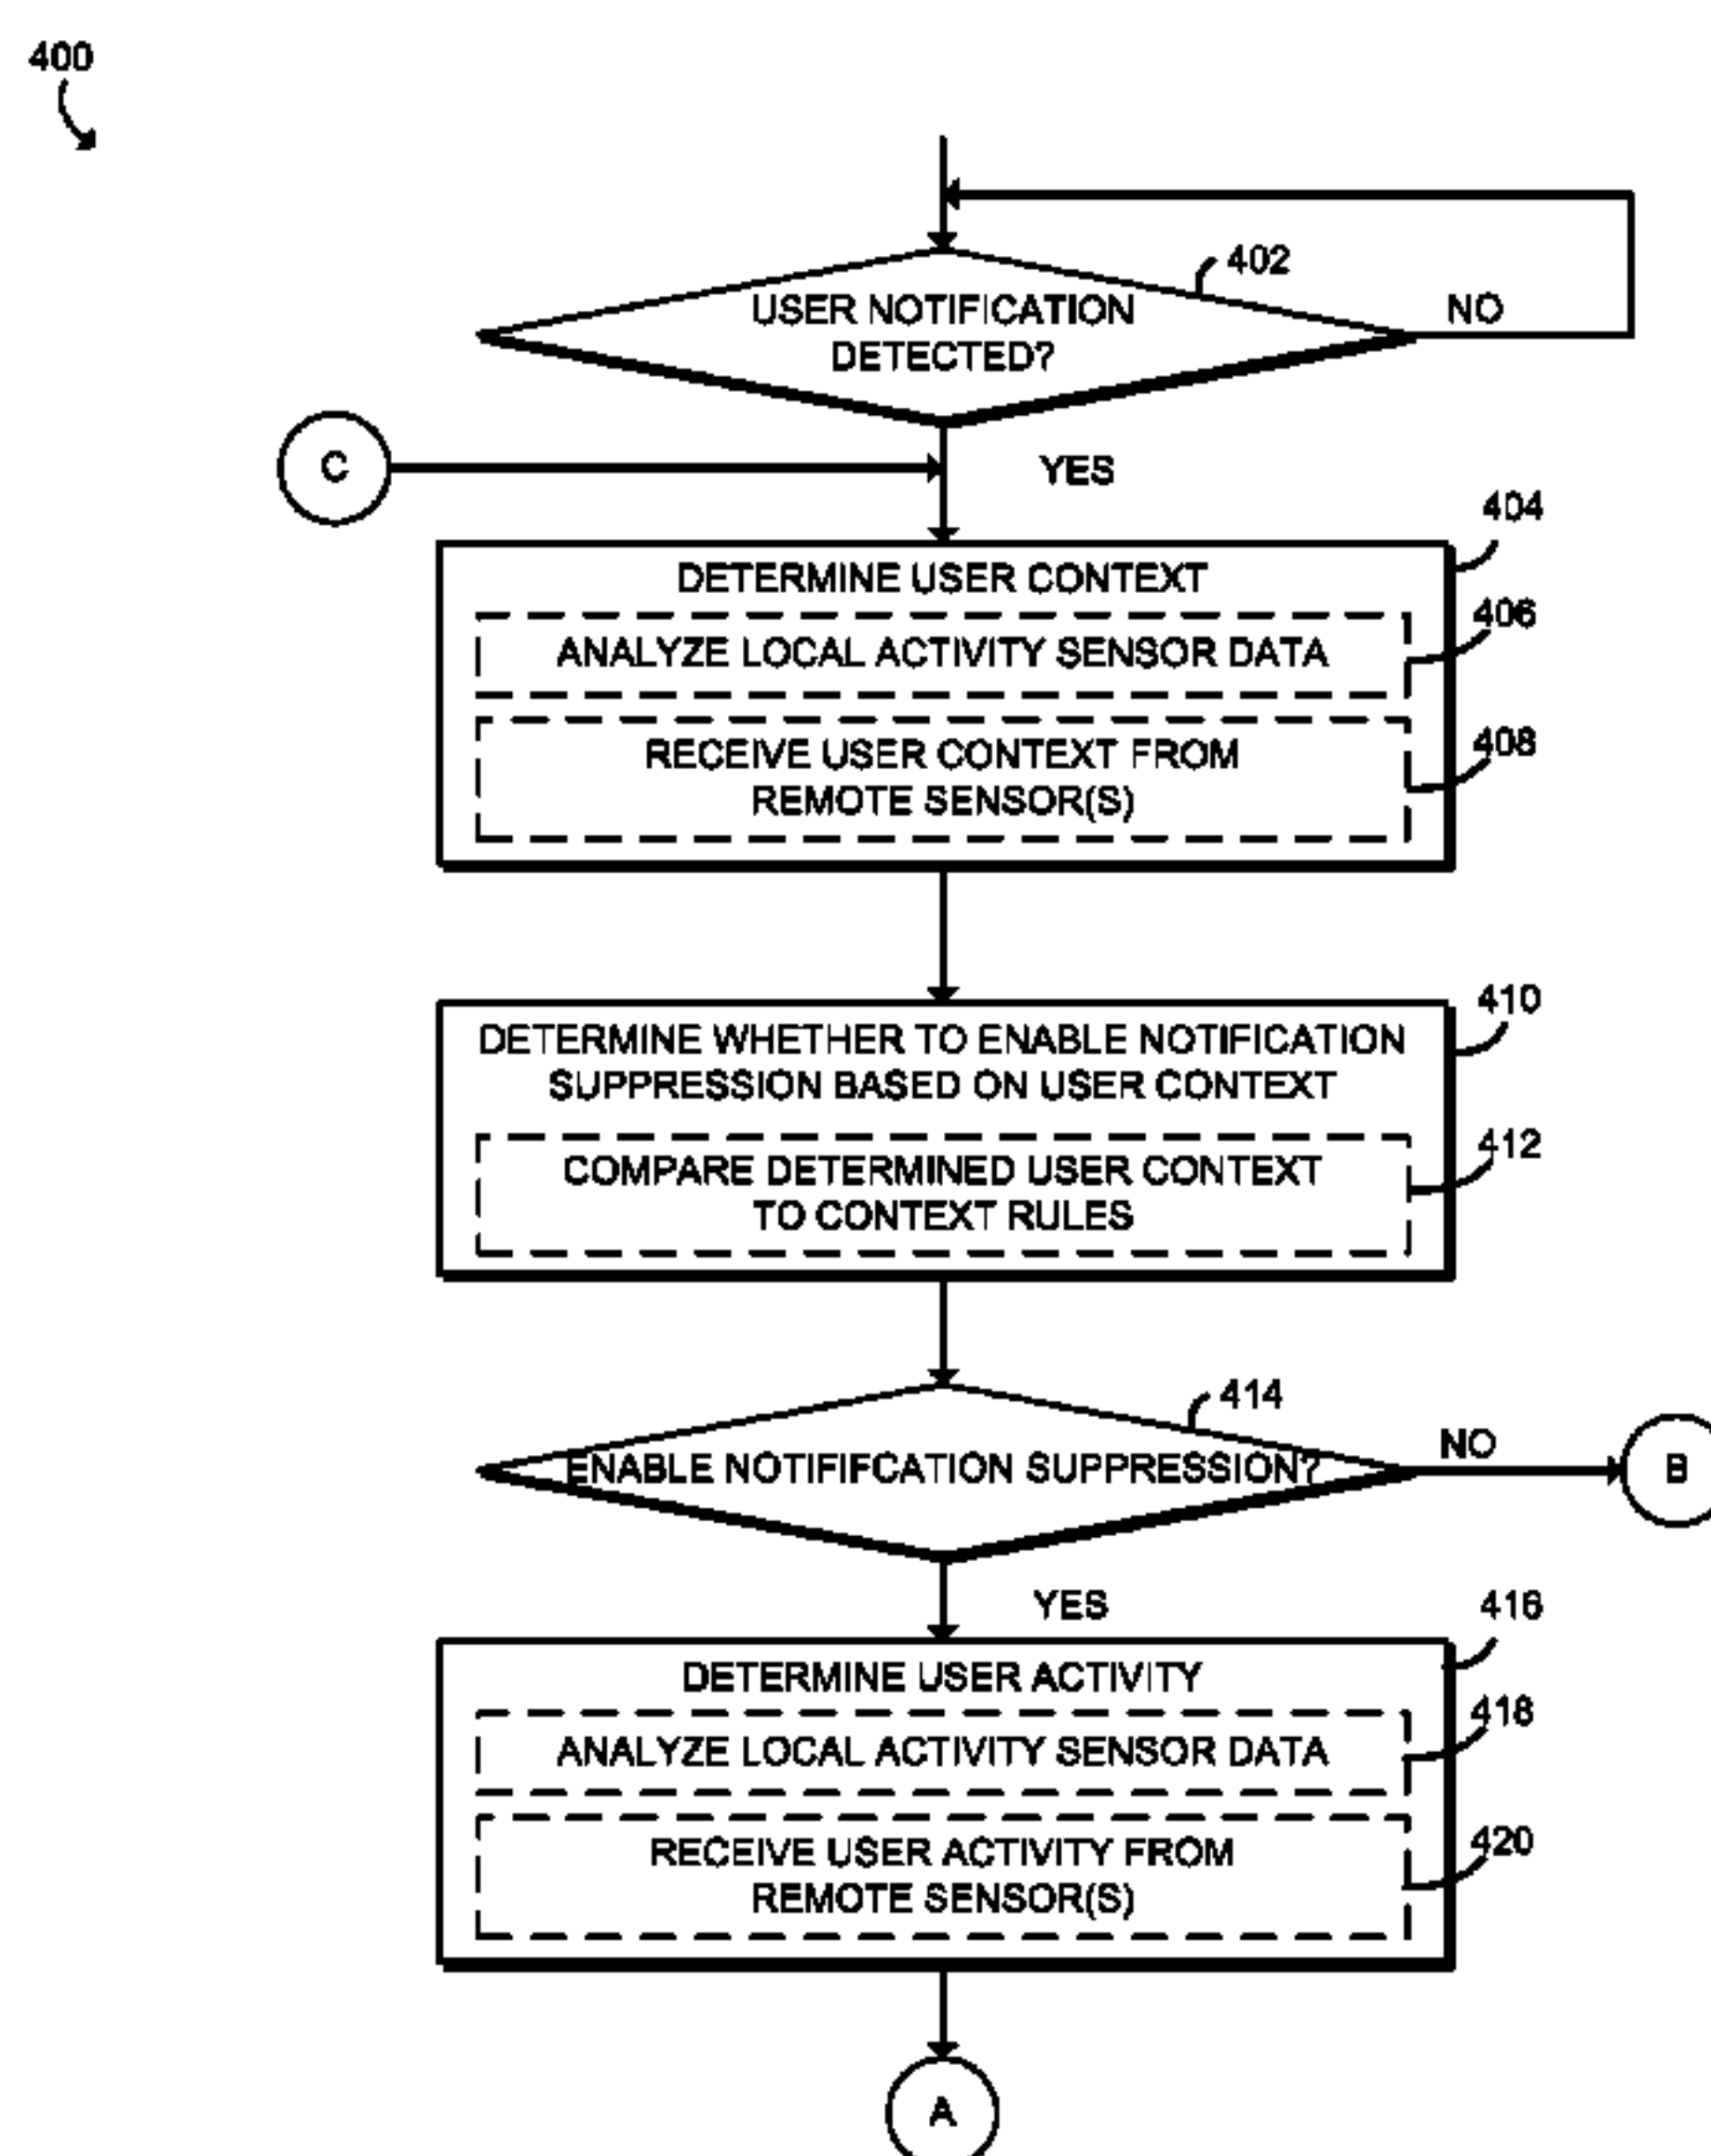 400
402
USER NOTIFICATION
DETECTED?
NO
C
YES
404
DETERMINE USER CONTEXT
406
ANALYZE LOCAL ACTIVITY SENSOR DATA
408
RECEIVE USER CONTEXT FROM
REMOTE SENSOR(S)
410
DETERMINE WHETHER TO ENABLE NOTIFICATION
SUPPRESSION BASED ON USER CONTEXT
412
COMPARE DETERMINED USER CONTEXT
TO CONTEXT RULES
414
ENABLE NOTIFIFCATION SUPPRESSION?
NO
B
YES
416
DETERMINE USER ACTIVITY
418
ANALYZE LOCAL ACTIVITY SENSOR DATA
420
RECEIVE USER ACTIVITY FROM
REMOTE SENSOR(S)
A